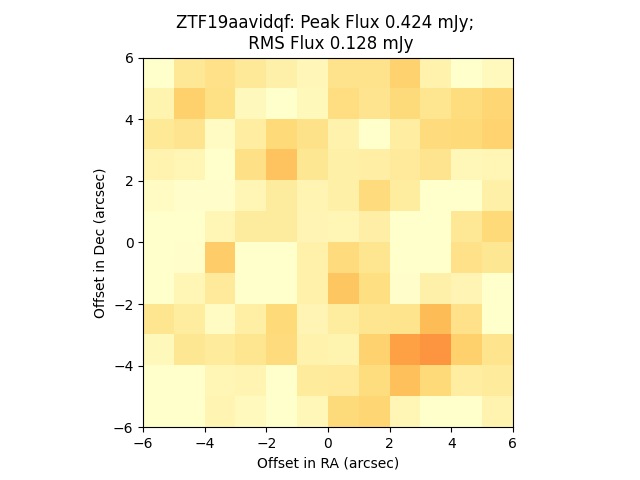 ZTF19aavidqf: Peak Flux 0.424 mJy;
RMS Flux 0.128 mJy
6
4
2
0
−2
−4
−6
Offset in Dec (arcsec)
−6 −4 −2 0 2 4 6
Offset in RA (arcsec)